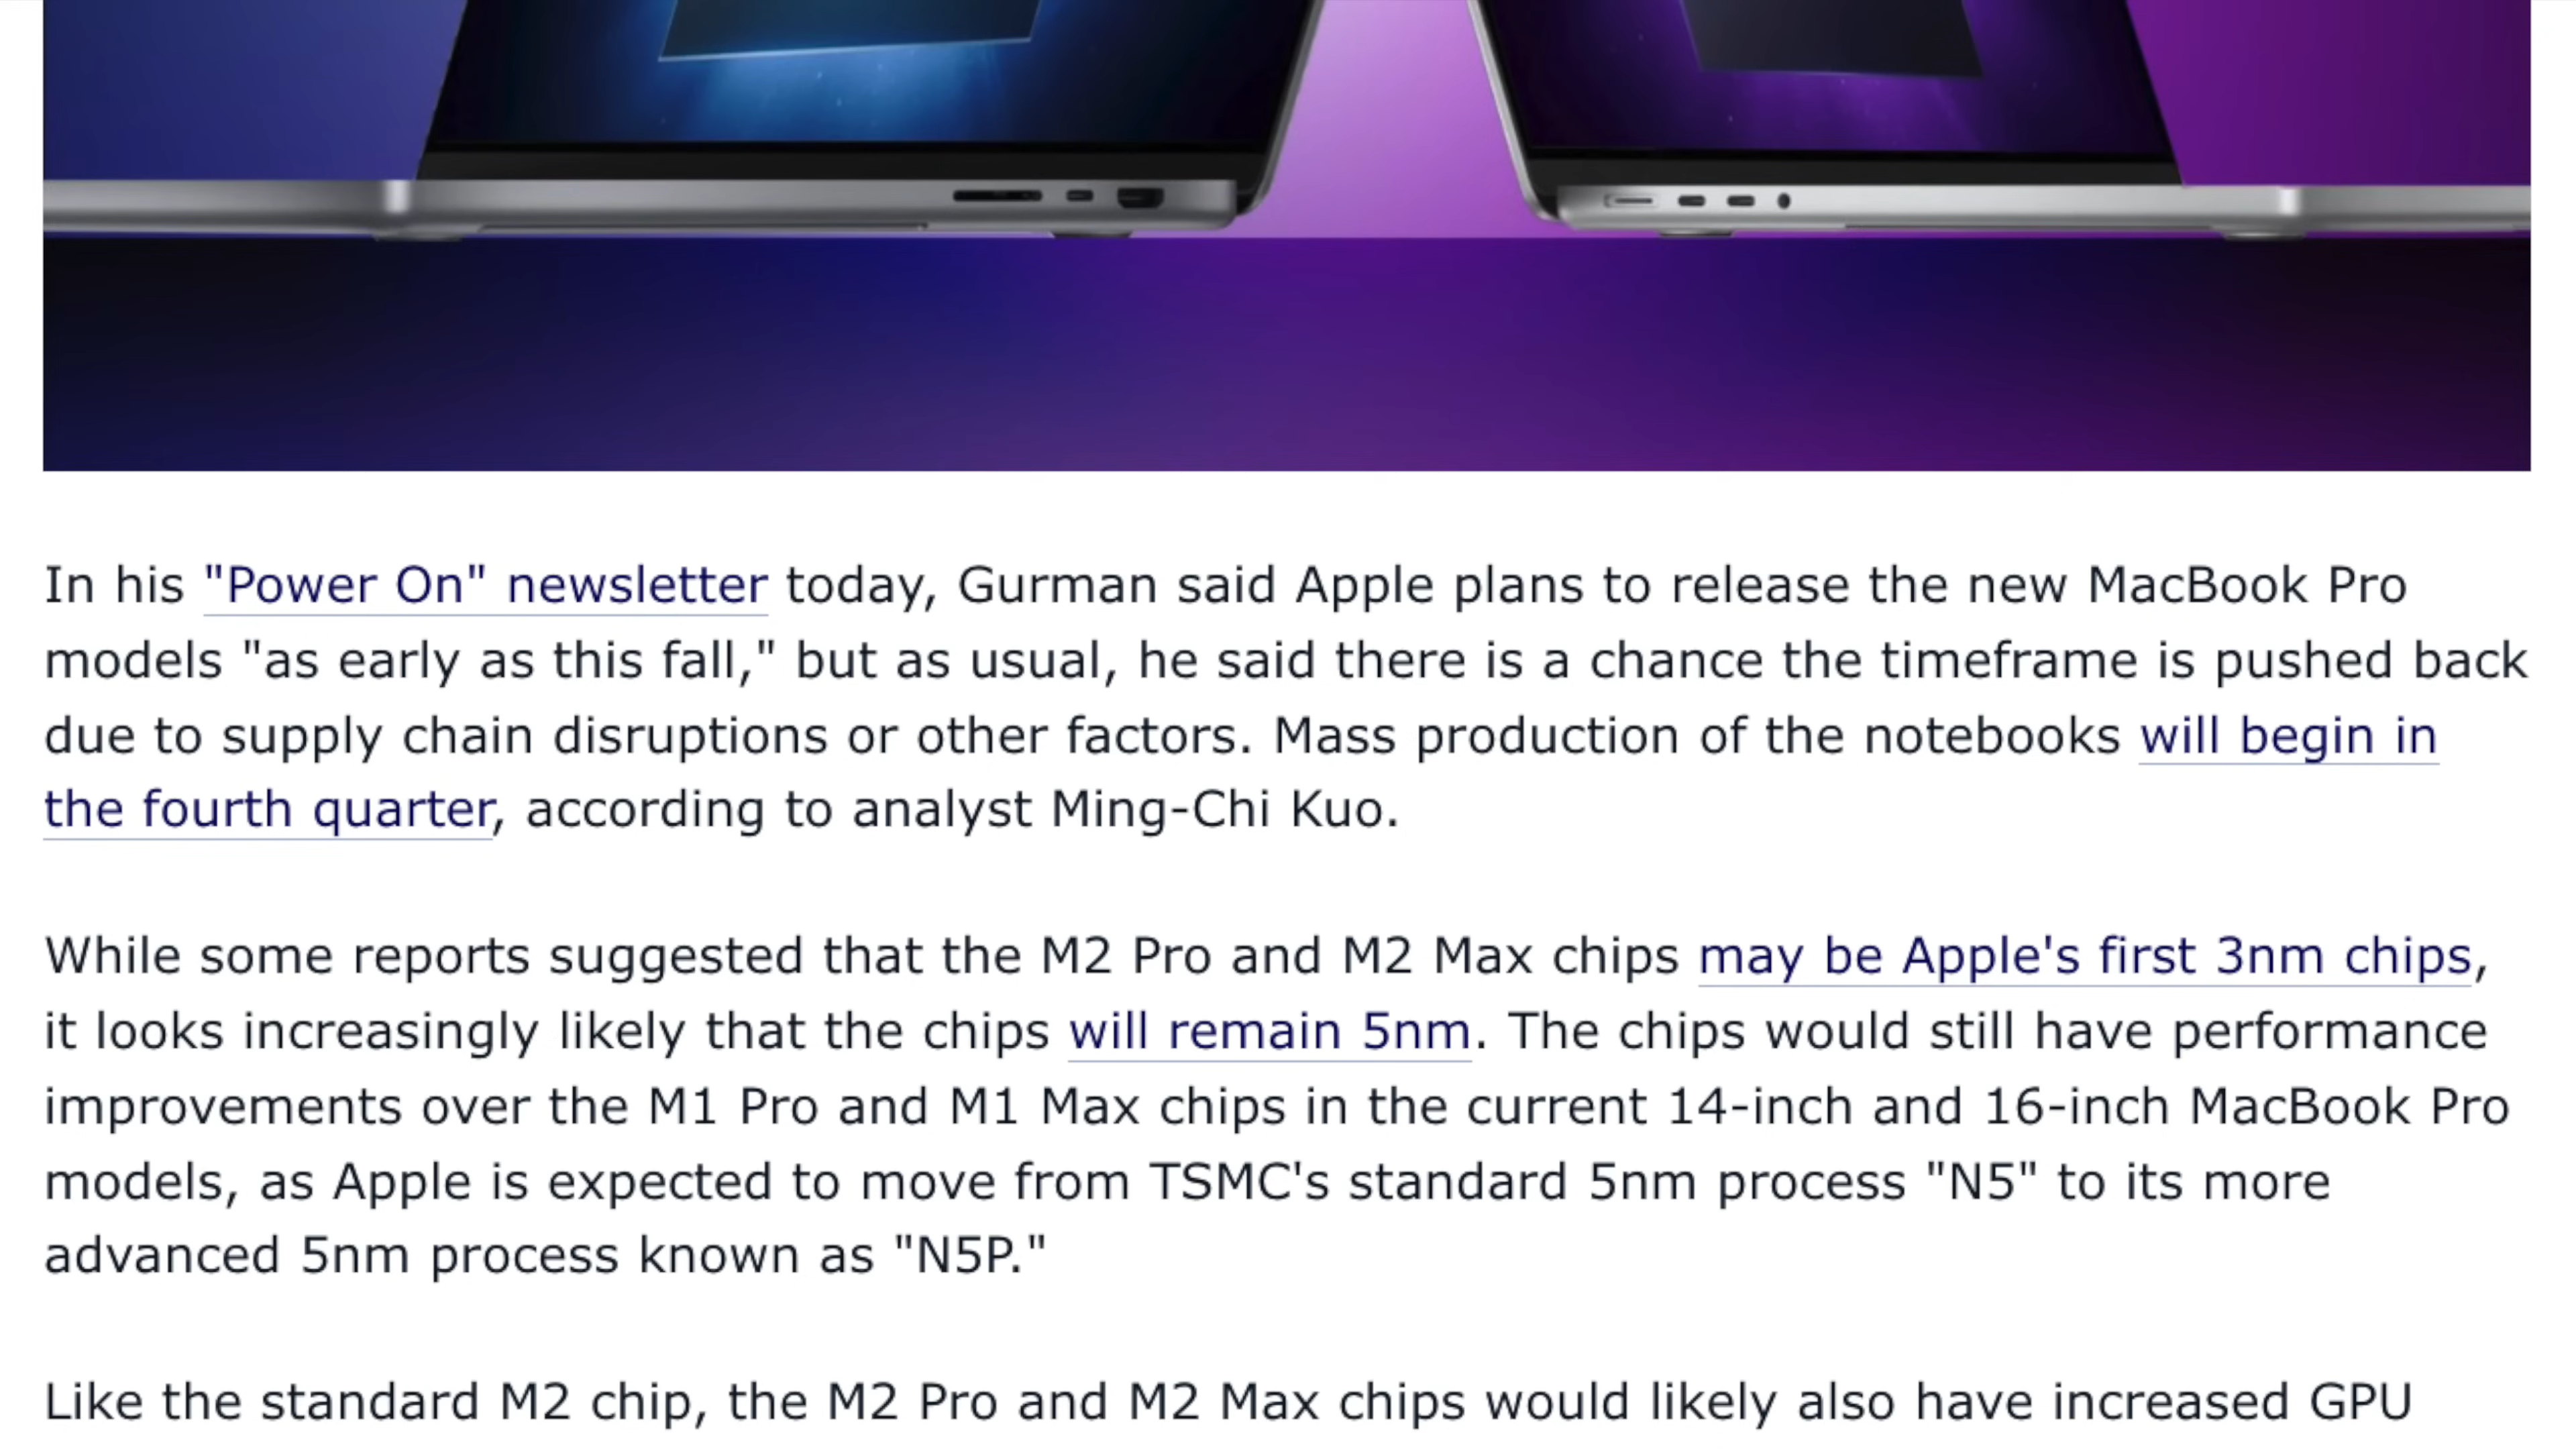 In his "Power On" newsletter today, Gurman said Apple plans to release the new MacBook Pro
models "as early as this fall," but as usual, he said there is a chance the timeframe is pushed back
due to supply chain disruptions or other factors. Mass production of the notebooks will begin in
the fourth quarter, according to analyst Ming-Chi Kuo.
While some reports suggested that the M2 Pro and M2 Max chips may be Apple's first 3nm chips,
it looks increasingly likely that the chips will remain 5nm. The chips would still have performance
improvements over the M1 Pro and M1 Max chips in the current 14-inch and 16-inch MacBook Pro
models, as Apple is expected to move from TSMC's standard 5nm process "N5" to its more
advanced 5nm process known as "N5P."
Like the standard M2 chip, the M2 Pro and M2 Max chips would likely also have increased GPU